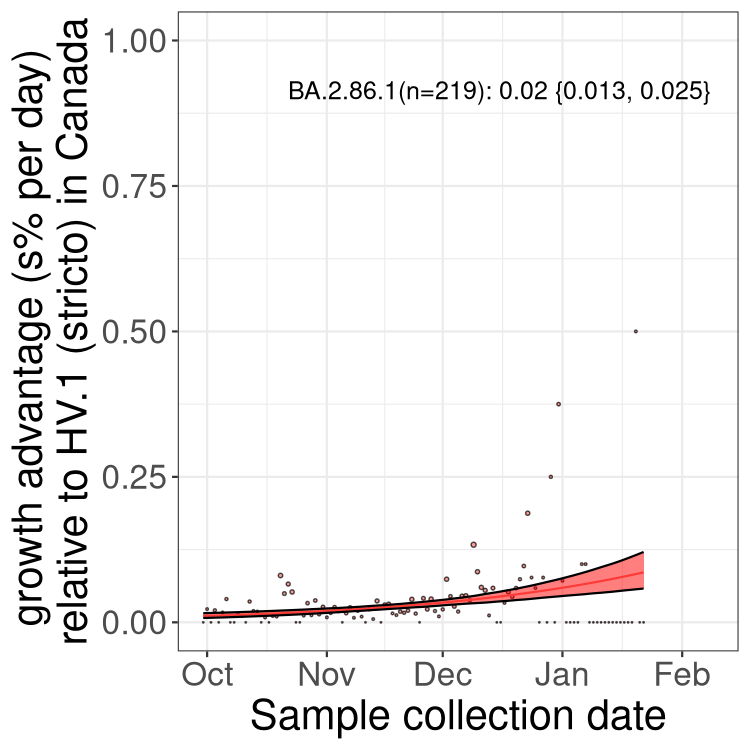 growth advantage (s% per day)
relative to HV.1 (stricto) in Canada
1.00
0.75
0.50
0.25
0.00
BA.2.86.1(n=219): 0.02 {0.013, 0.025}
Oct Nov Dec Jan Feb
Sample collection date